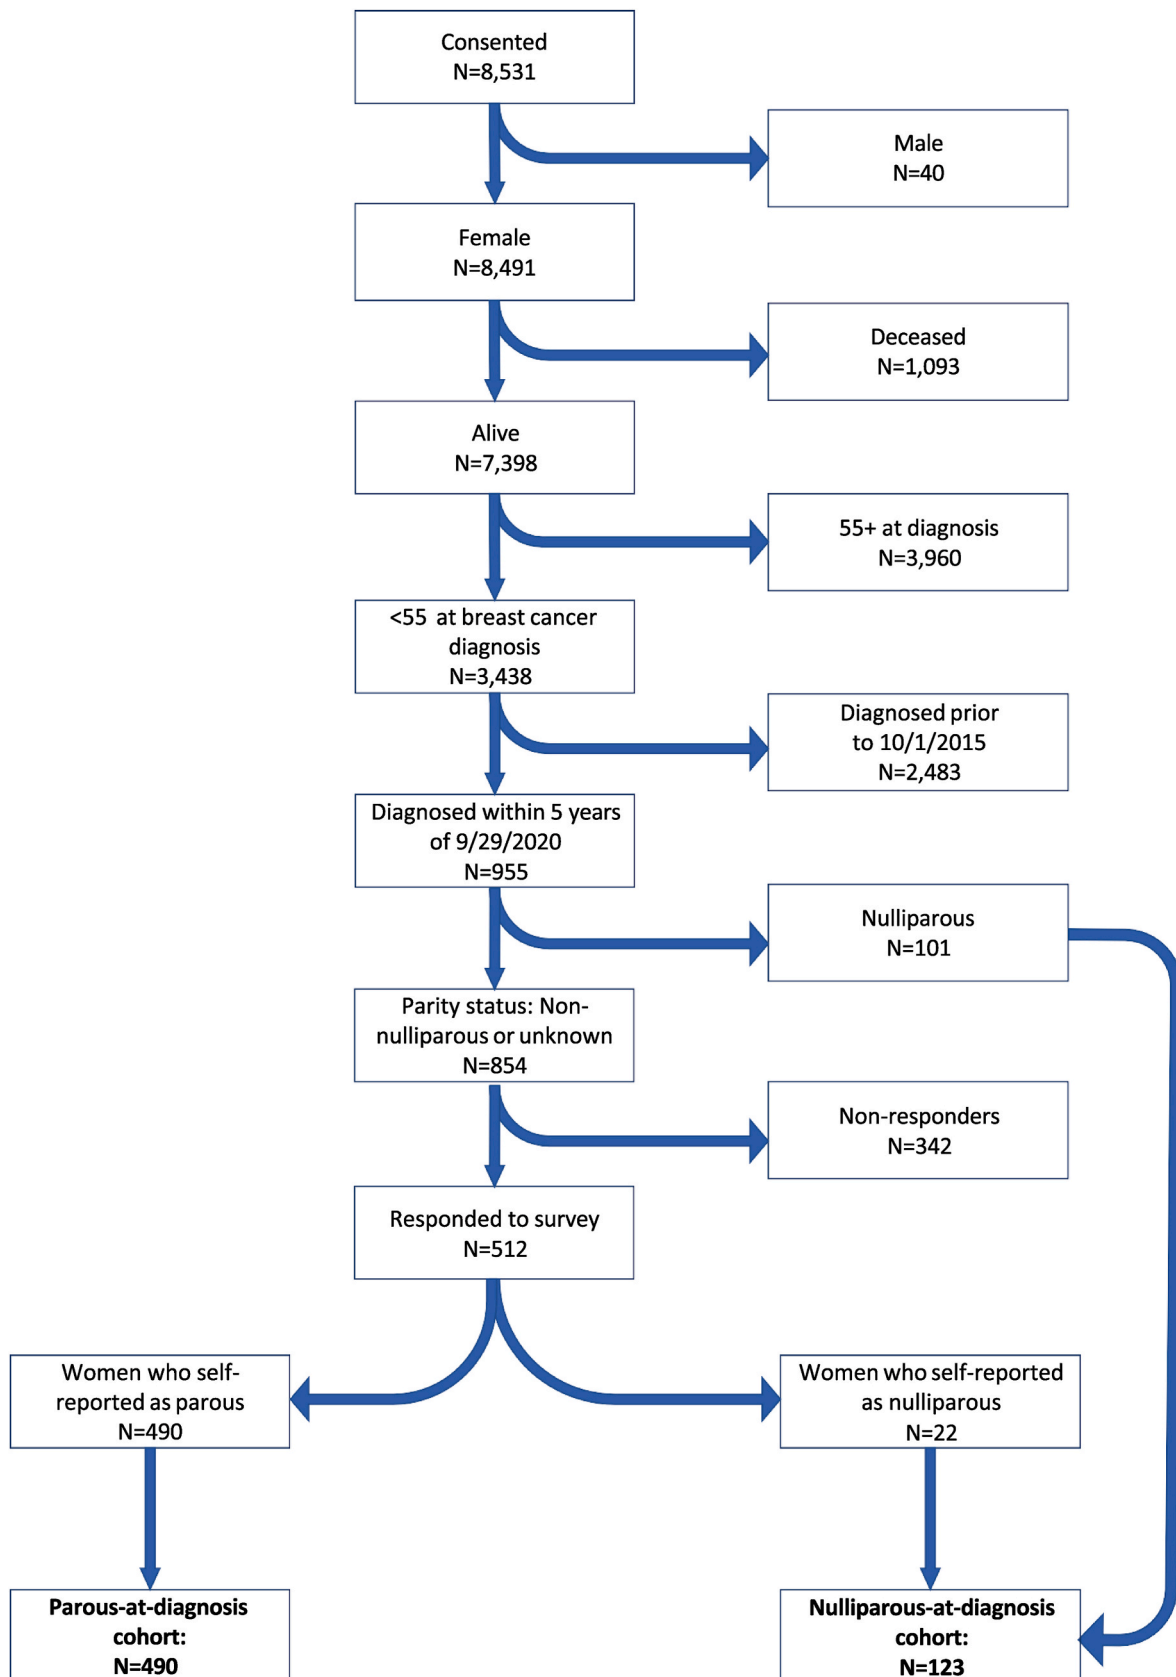 Consented
N=8,531
Male
N=40
Female
N=8,491
Deceased
N=1,093
Alive
N=7,398
55+ at diagnosis
N=3,960
<55 at breast cancer
diagnosis
N=3,438
Diagnosed prior
to 10/1/2015
N=2,483
Diagnosed within 5 years
of 9/29/2020
N=955
Nulliparous
N=101
Parity status: Non-
nulliparous or unknown
N=854
Non-responders
N=342
Responded to survey
N=512
Women who self-
reported as parous
N=490
Women who self-reported
as nulliparous
N=22
Parous-at-diagnosis
cohort:
N=490
Nulliparous-at-diagnosis
cohort:
N=123